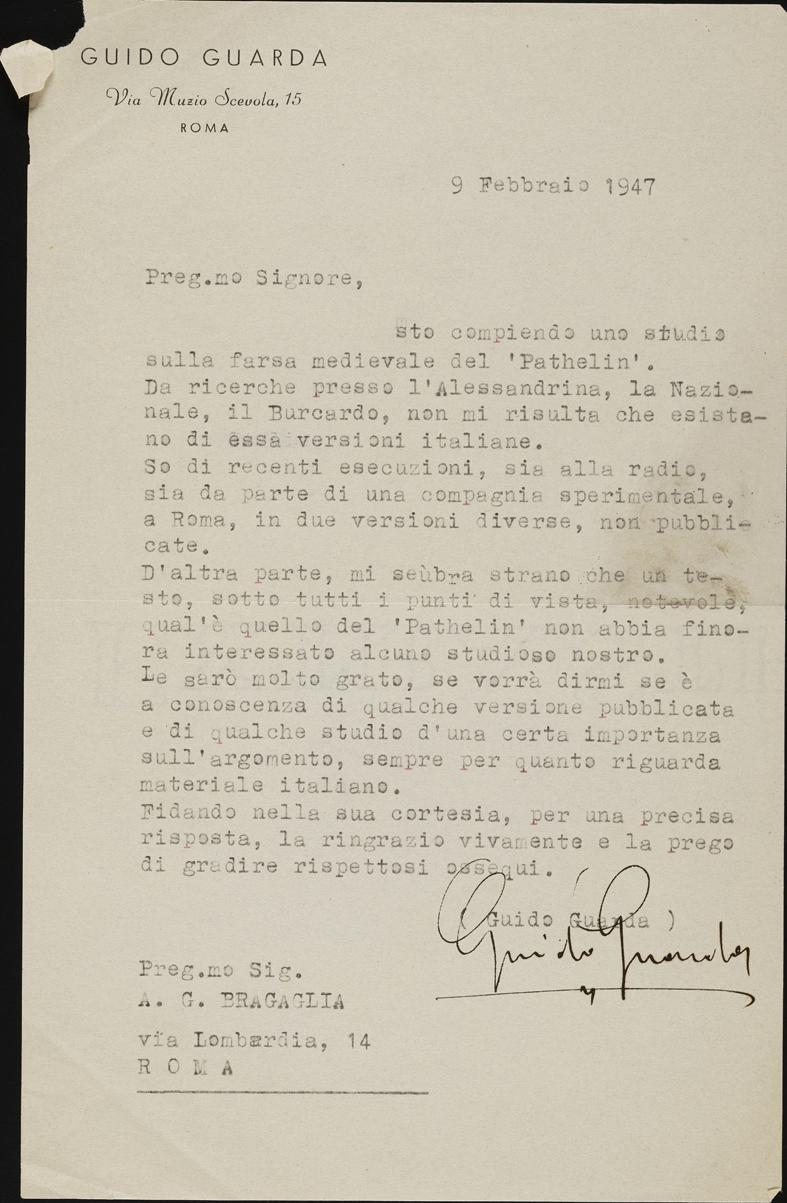 GUIDO GUARDA
Via Muzio Scevola, 15
ROMA
9 Febbraio 1947
Preg.mo Signore,
sto compiendo uno studio
sulla farsa medievale del 'Pathelin'.
Da ricerche presso l'Alessandrina, la Nazio-
nale, il Burcardo, non mi risulta che esista-
no di essa versioni italiane.
So di recenti esecuzioni, sia alla radio,
sia da parte di una compagnia sperimentale,
a Roma, in due versioni diverse, non pubbli-
cate.
D'altra parte, mi seùbra strano che un te-
sto, sotto tutti i punti di vista, notevole,
qual'è quello del 'Pathelin' non abbia fino-
ra interessato alcuno studioso nostro.
Le sarò molto grato, se vorrà dirmi se è
a conoscenza di qualche versione pubblicata
e di qualche studio d'una certa importanza
sull'argomento, sempre per quanto riguarda
materiale italiano.
Fidando nella sua cortesia, per una precisa
risposta, la ringrazio vivamente e la prego
di gradire rispettosi ossequi.
( Guido Guarda )
Guido Guarda
Preg.mo Sig.
A. G. BRAGAGLIA
via Lombardia, 14
R O M A